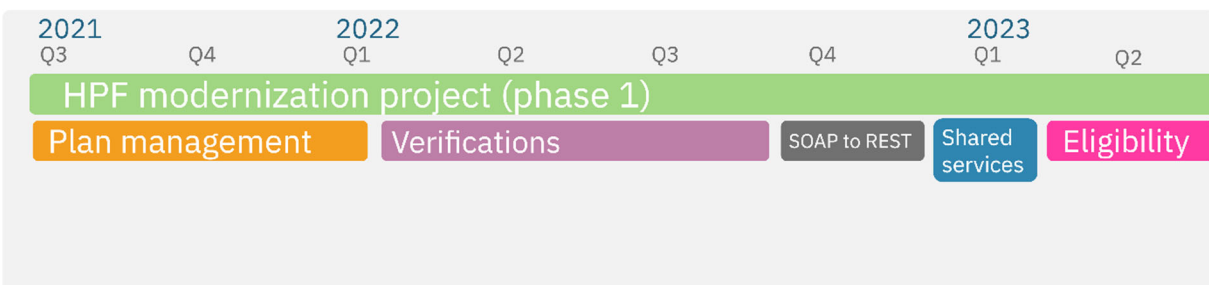 2021 2022 2023
Q3 Q4 Q1 Q2 Q3 Q4 Q1 Q2
HPF modernization project (phase 1)
Plan management
Verifications
SOAP to REST
Shared
services
Eligibility